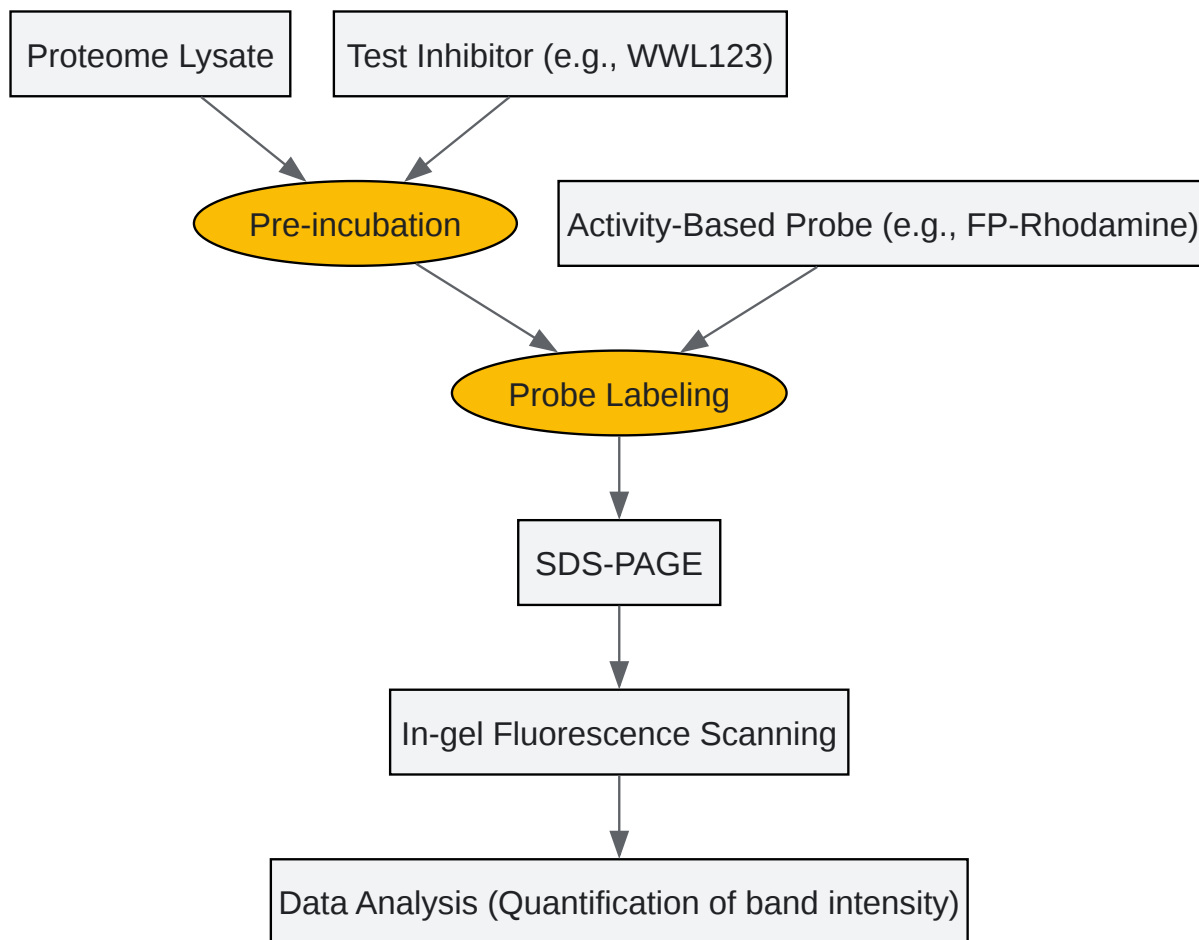 Proteome Lysate
Test Inhibitor (e.g., WWL123)
Pre-incubation
Activity-Based Probe (e.g., FP-Rhodamine)
Probe Labeling
SDS-PAGE
In-gel Fluorescence Scanning
Data Analysis (Quantification of band intensity)